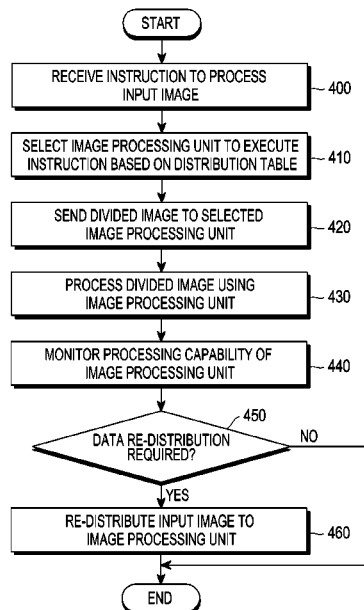 START
RECEIVE INSTRUCTION TO PROCESS
INPUT IMAGE
400
SELECT IMAGE PROCESSING UNIT TO EXECUTE
INSTRUCTION BASED ON DISTRIBUTION TABLE
410
SEND DIVIDED IMAGE TO SELECTED
IMAGE PROCESSING UNIT
420
PROCESS DIVIDED IMAGE USING
IMAGE PROCESSING UNIT
430
MONITOR PROCESSING CAPABILITY OF
IMAGE PROCESSING UNIT
440
450
DATA RE-DISTRIBUTION
REQUIRED?
NO
YES
RE-DISTRIBUTE INPUT IMAGE TO
IMAGE PROCESSING UNIT
460
END